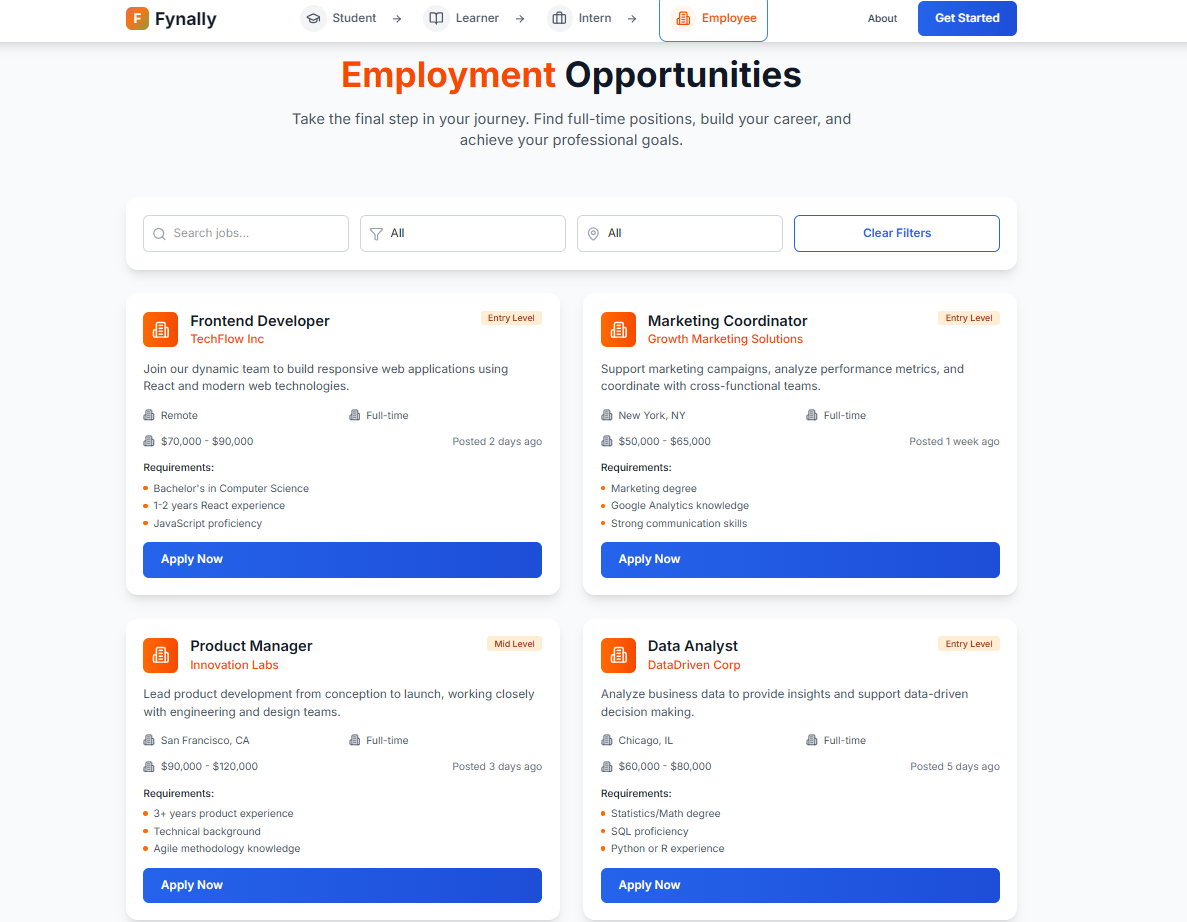 F Fynally
Student
Learner
Intern
Employee
About
Get Started
Employment Opportunities
Take the final step in your journey. Find full-time positions, build your career, and
achieve your professional goals.
Search jobs...
All
All
Clear Filters
Frontend Developer
Entry Level
TechFlow Inc
Join our dynamic team to build responsive web applications using
React and modern web technologies.
Remote
Full-time
$70,000 - $90,000
Posted 2 days ago
Requirements:
Bachelor's in Computer Science
1-2 years React experience
JavaScript proficiency
Apply Now
Marketing Coordinator
Entry Level
Growth Marketing Solutions
Support marketing campaigns, analyze performance metrics, and
coordinate with cross-functional teams.
New York, NY
Full-time
$50,000 - $65,000
Posted 1 week ago
Requirements:
Marketing degree
Google Analytics knowledge
Strong communication skills
Apply Now
Product Manager
Mid Level
Innovation Labs
Lead product development from conception to launch, working closely
with engineering and design teams.
San Francisco, CA
Full-time
$90,000 - $120,000
Posted 3 days ago
Requirements:
3+ years product experience
Technical background
Agile methodology knowledge
Apply Now
Data Analyst
Entry Level
DataDriven Corp
Analyze business data to provide insights and support data-driven
decision making.
Chicago, IL
Full-time
$60,000 - $80,000
Posted 5 days ago
Requirements:
Statistics/Math degree
SQL proficiency
Python or R experience
Apply Now